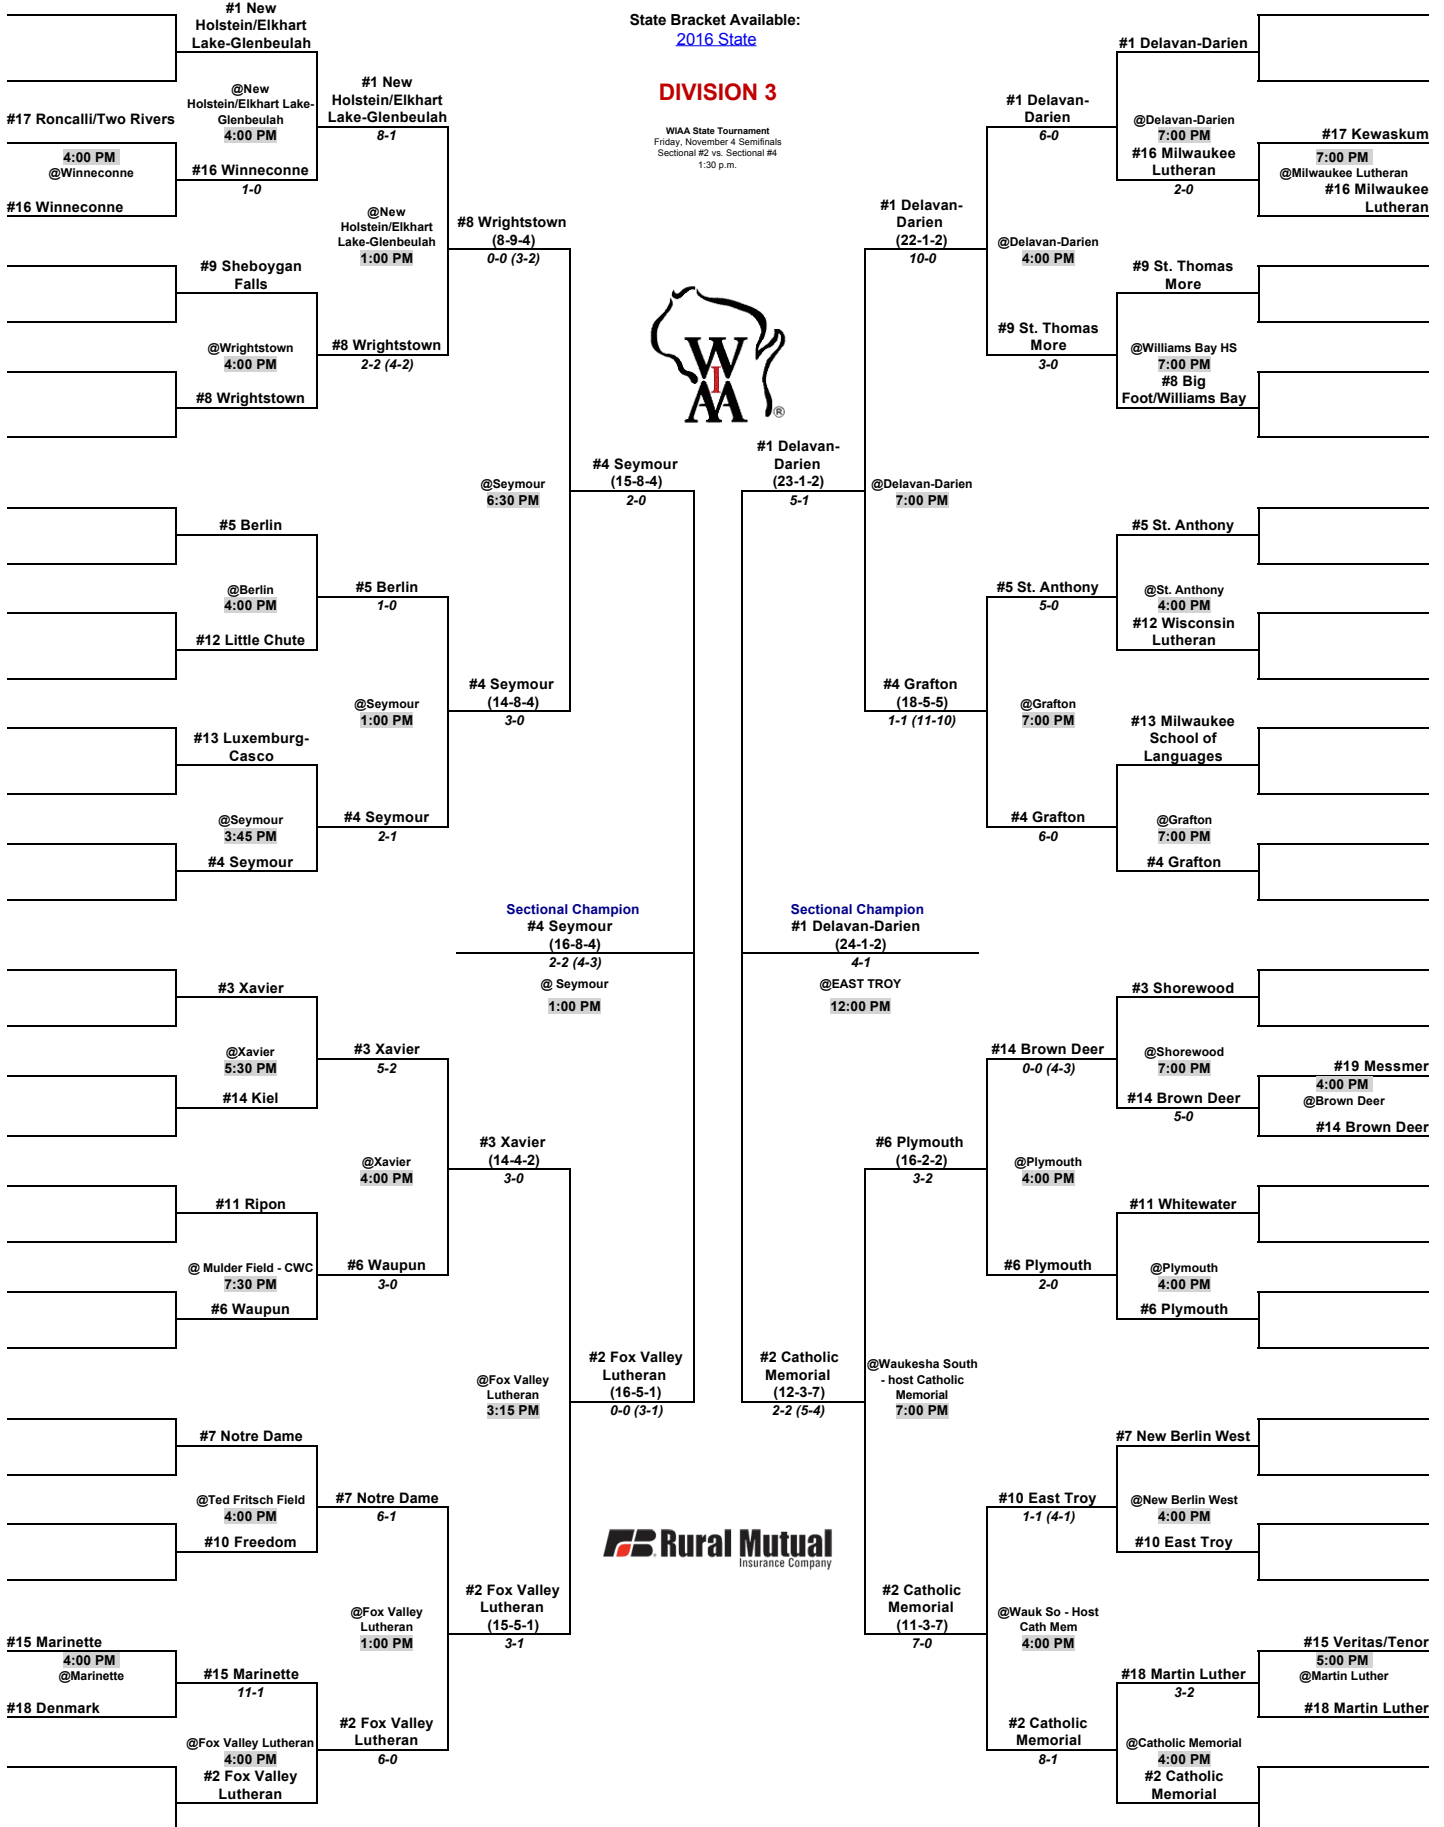 State Bracket Available:
2016 State
DIVISION 3
WIAA State Tournament
Friday, November 4 Semifinals
Sectional #2 vs. Sectional #4
1:30 p.m.
#17 Roncalli/Two Rivers
4:00 PM
@Winneconne
#16 Winneconne
#15 Marinette
4:00 PM
@Marinette
#18 Denmark
#1 New
Holstein/Elkhart
Lake-Glenbeulah
@New
Holstein/Elkhart Lake-
Glenbeulah
4:00 PM
#16 Winneconne
1-0
#9 Sheboygan
Falls
@Wrightstown
4:00 PM
#8 Wrightstown
#5 Berlin
@Berlin
4:00 PM
#12 Little Chute
#13 Luxemburg-
Casco
@Seymour
3:45 PM
#4 Seymour
#3 Xavier
@Xavier
5:30 PM
#14 Kiel
#11 Ripon
@ Mulder Field - CWC
7:30 PM
#6 Waupun
#7 Notre Dame
@Ted Fritsch Field
4:00 PM
#10 Freedom
#15 Marinette
11-1
@Fox Valley Lutheran
4:00 PM
#2 Fox Valley
Lutheran
#1 New
Holstein/Elkhart
Lake-Glenbeulah
8-1
@New
Holstein/Elkhart
Lake-Glenbeulah
1:00 PM
#8 Wrightstown
2-2 (4-2)
#5 Berlin
1-0
@Seymour
1:00 PM
#4 Seymour
2-1
#3 Xavier
5-2
@Xavier
4:00 PM
#6 Waupun
3-0
#7 Notre Dame
6-1
@Fox Valley
Lutheran
1:00 PM
#2 Fox Valley
Lutheran
6-0
#8 Wrightstown
(8-9-4)
0-0 (3-2)
@Seymour
6:30 PM
#4 Seymour
(14-8-4)
3-0
#3 Xavier
(14-4-2)
3-0
@Fox Valley
Lutheran
3:15 PM
#2 Fox Valley
Lutheran
(15-5-1)
3-1
#4 Seymour
(15-8-4)
2-0
Sectional Champion
#4 Seymour
(16-8-4)
2-2 (4-3)
@ Seymour
1:00 PM
#2 Fox Valley
Lutheran
(16-5-1)
0-0 (3-1)
WIAA
®
Rural Mutual
Insurance Company
#1 Delavan-
Darien
(23-1-2)
5-1
Sectional Champion
#1 Delavan-Darien
(24-1-2)
4-1
@EAST TROY
12:00 PM
#2 Catholic
Memorial
(12-3-7)
2-2 (5-4)
#1 Delavan-
Darien
(22-1-2)
10-0
@Delavan-Darien
7:00 PM
#4 Grafton
(18-5-5)
1-1 (11-10)
#6 Plymouth
(16-2-2)
3-2
@Waukesha South
- host Catholic
Memorial
7:00 PM
#2 Catholic
Memorial
(11-3-7)
7-0
#1 Delavan-
Darien
6-0
@Delavan-Darien
4:00 PM
#9 St. Thomas
More
3-0
#5 St. Anthony
5-0
@Grafton
7:00 PM
#4 Grafton
6-0
#14 Brown Deer
0-0 (4-3)
@Plymouth
4:00 PM
#6 Plymouth
2-0
#10 East Troy
1-1 (4-1)
@Wauk So - Host
Cath Mem
4:00 PM
#2 Catholic
Memorial
8-1
#1 Delavan-Darien
@Delavan-Darien
7:00 PM
#16 Milwaukee
Lutheran
2-0
#9 St. Thomas
More
@Williams Bay HS
7:00 PM
#8 Big
Foot/Williams Bay
#5 St. Anthony
@St. Anthony
4:00 PM
#12 Wisconsin
Lutheran
#13 Milwaukee
School of
Languages
@Grafton
7:00 PM
#4 Grafton
#3 Shorewood
@Shorewood
7:00 PM
#14 Brown Deer
5-0
#11 Whitewater
@Plymouth
4:00 PM
#6 Plymouth
#7 New Berlin West
@New Berlin West
4:00 PM
#10 East Troy
#18 Martin Luther
3-2
@Catholic Memorial
4:00 PM
#2 Catholic
Memorial
#17 Kewaskum
7:00 PM
@Milwaukee Lutheran
#16 Milwaukee
Lutheran
#19 Messmer
4:00 PM
@Brown Deer
#14 Brown Deer
#15 Veritas/Tenor
5:00 PM
@Martin Luther
#18 Martin Luther